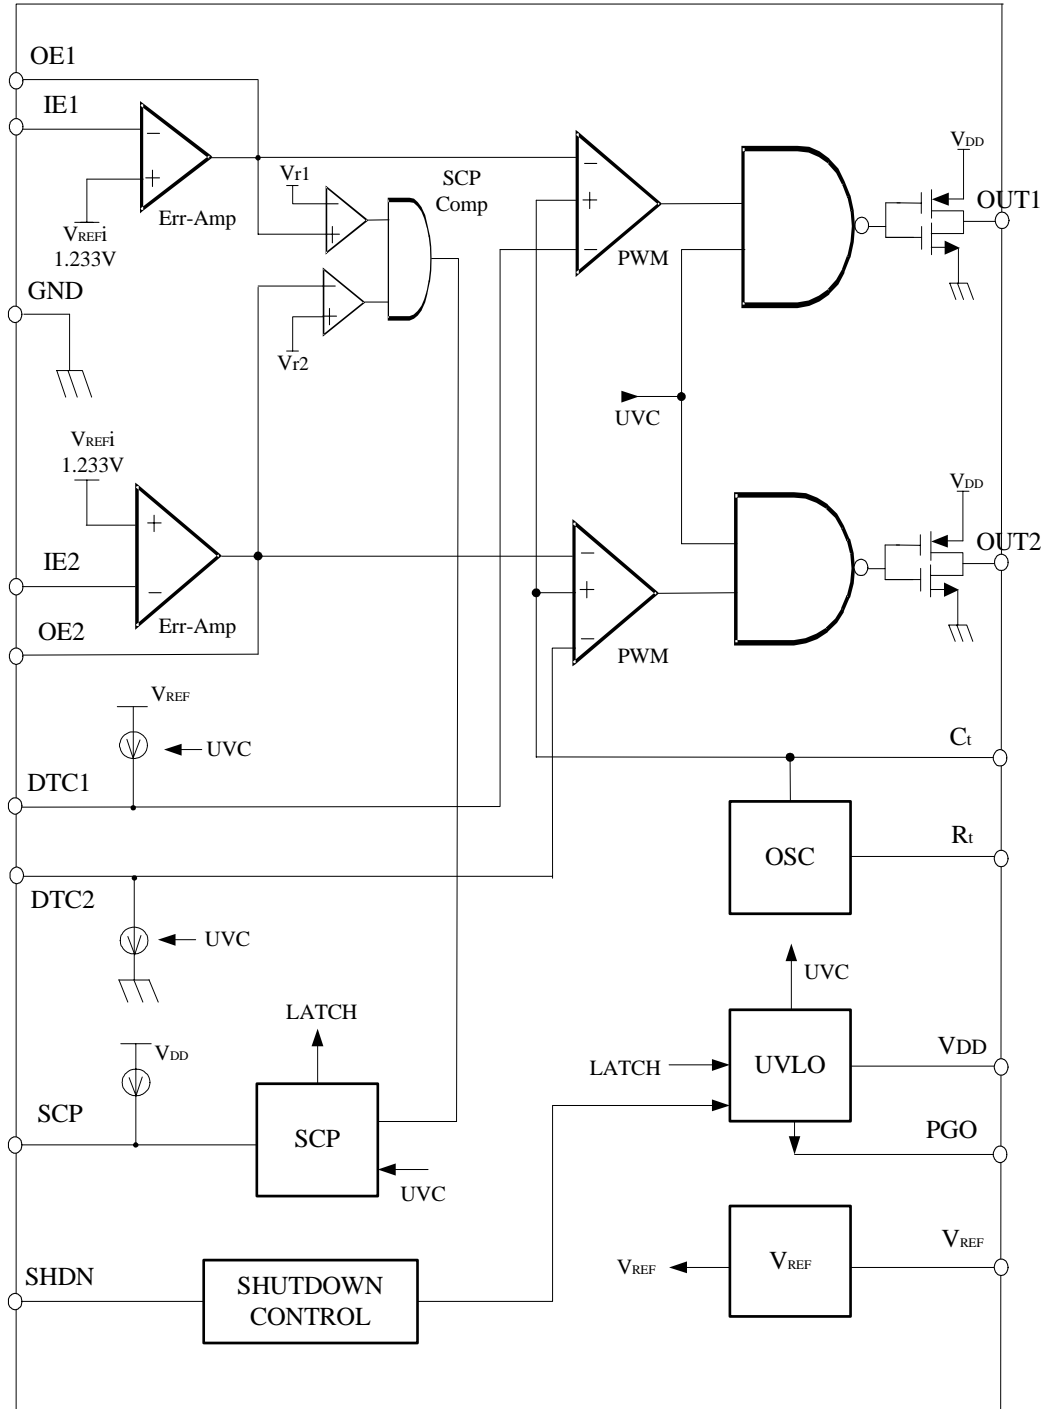 OE1
IE1
−
+
Err-Amp
VREFi
1.233V
Vr1
SCP
Comp
−
+
−
+
Vr2
−
+
−
PWM
VDD
OUT1
GND
UVC
VREFi
1.233V
+
−
IE2
Err-Amp
OE2
−
+
−
PWM
VDD
OUT2
VREF
UVC
DTC1
Ct
OSC
Rt
DTC2
UVC
UVC
LATCH
VDD
SCP
SCP
UVC
LATCH
UVLO
VDD
PGO
SHDN
SHUTDOWN
CONTROL
VREF
VREF
VREF